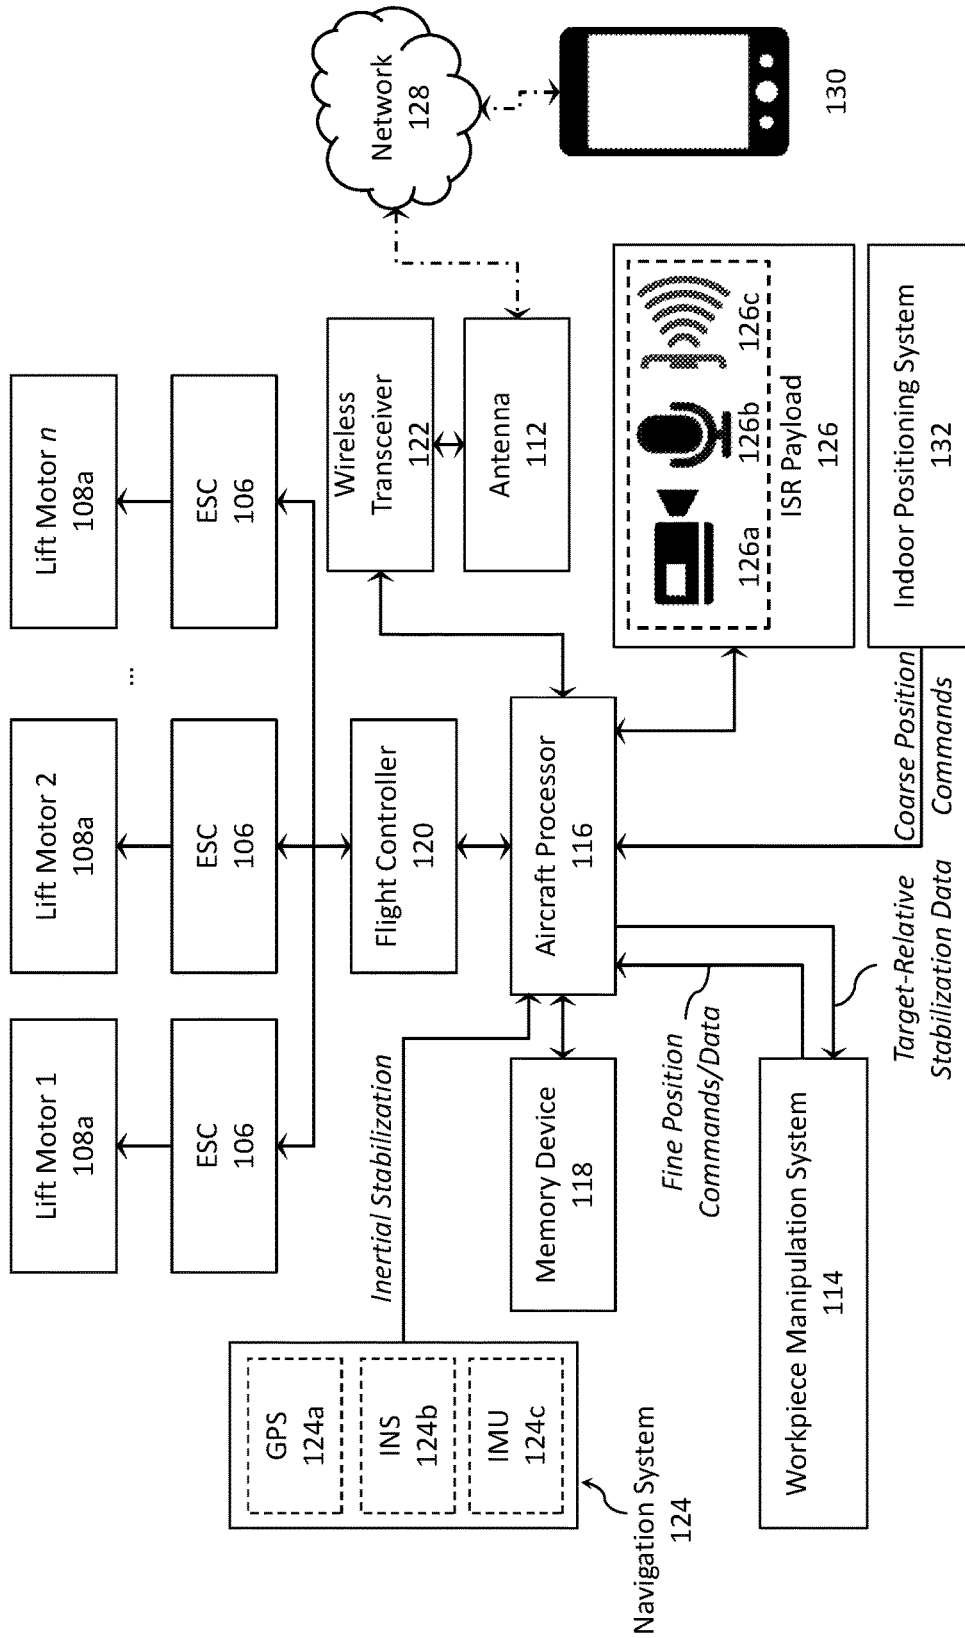 Lift Motor 1
108a
Lift Motor 2
108a
...
Lift Motor n
108a
ESC
106
ESC
106
ESC
106
GPS
124a
INS
124b
IMU
124c
Navigation System
124
Inertial Stabilization
Flight Controller
120
Wireless
Transceiver
122
Antenna
112
Network
128
130
Memory Device
118
Aircraft Processor
116
126a
126b
126c
ISR Payload
126
Fine Position
Commands/Data
Coarse Position
Commands
Indoor Positioning System
132
Workpiece Manipulation System
114
Target-Relative
Stabilization Data